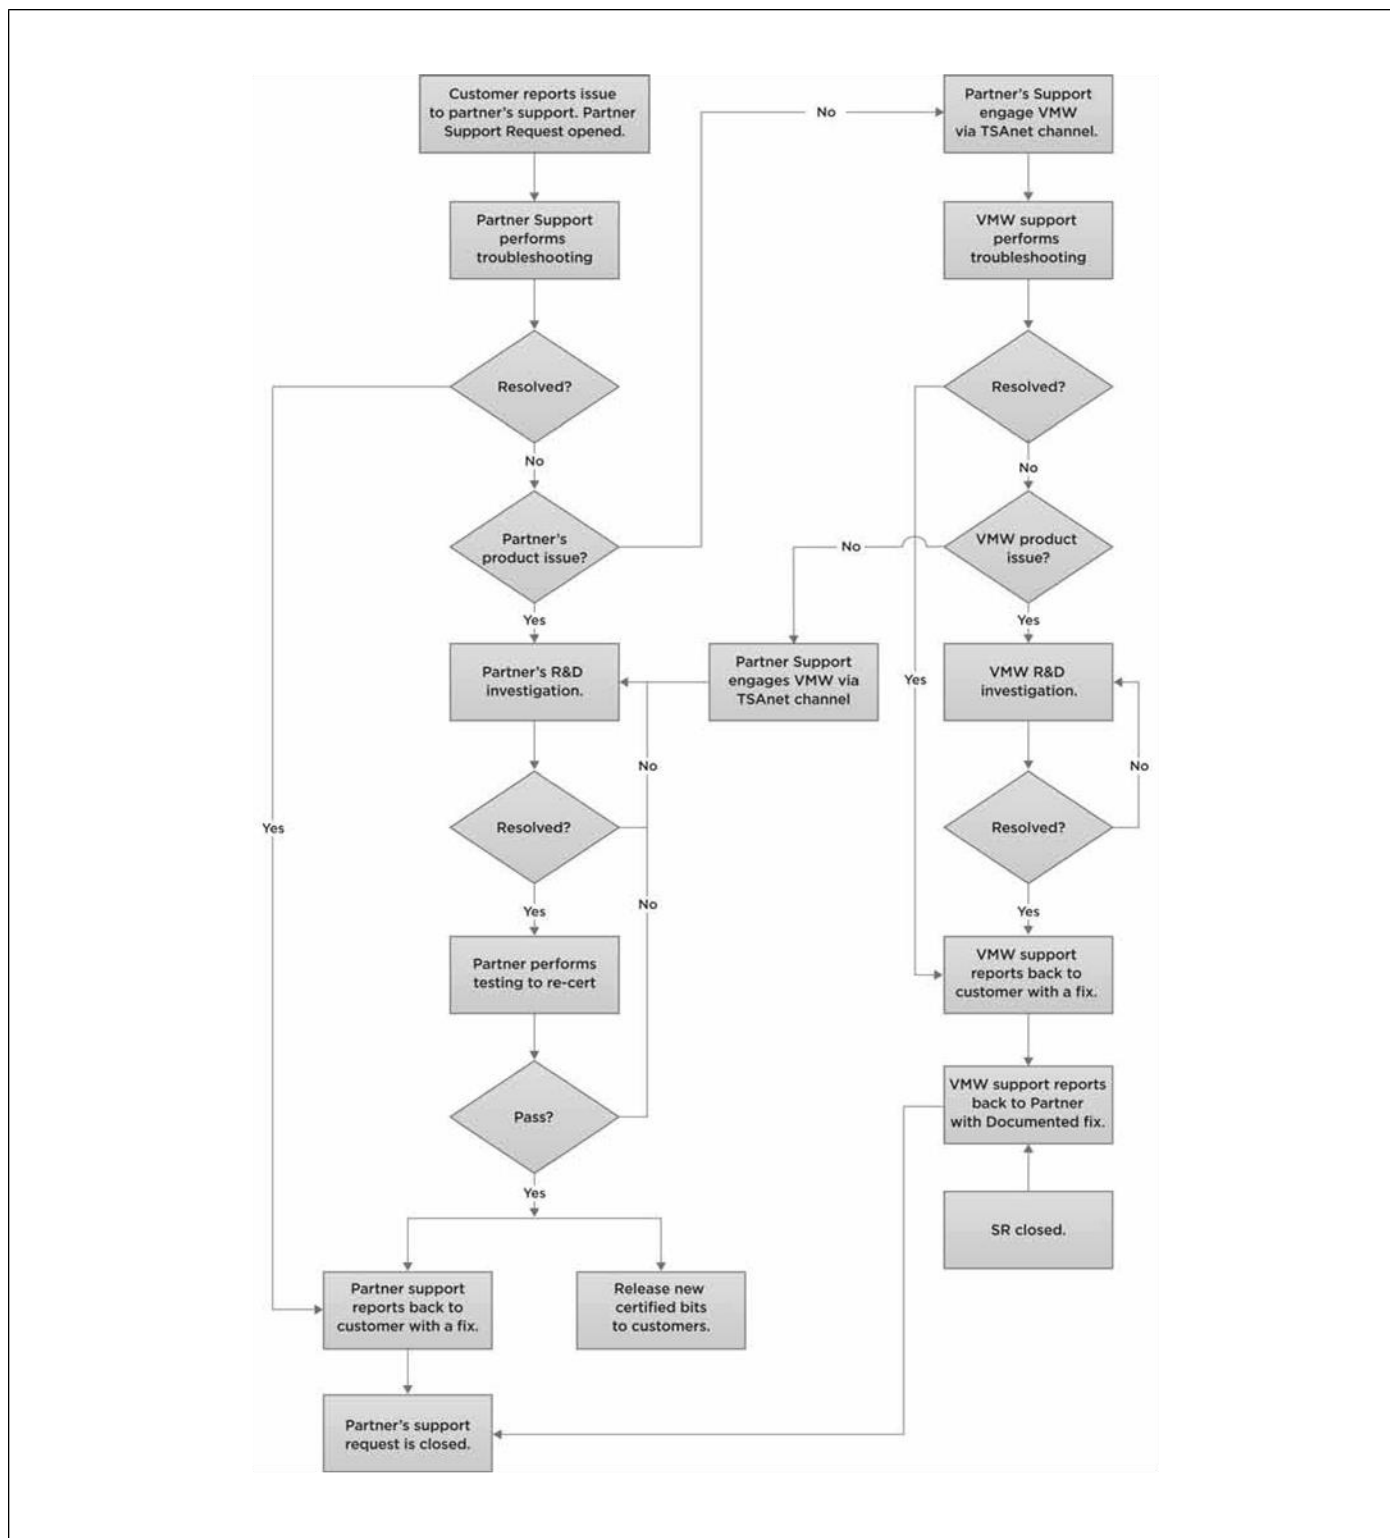 Customer reports issue
to partner's support. Partner
Support Request opened.
No
Partner's Support
engage VMW
via TSAnet channel.
Partner Support
performs
troubleshooting
VMW support
performs
troubleshooting
Resolved?
Resolved?
No
No
Partner's
product issue?
No
VMW product
issue?
Yes
Yes
Partner's R&D
investigation.
Partner Support
engages VMW via
TSAnet channel
Yes
VMW R&D
investigation.
No
No
Yes
Resolved?
Resolved?
Yes
No
Yes
Partner performs
testing to re-cert
VMW support
reports back to
customer with a fix.
Pass?
VMW support reports
back to Partner
with Documented fix.
Yes
SR closed.
Partner support
reports back to
customer with a fix.
Release new
certified bits
to customers.
Partner's support
request is closed.